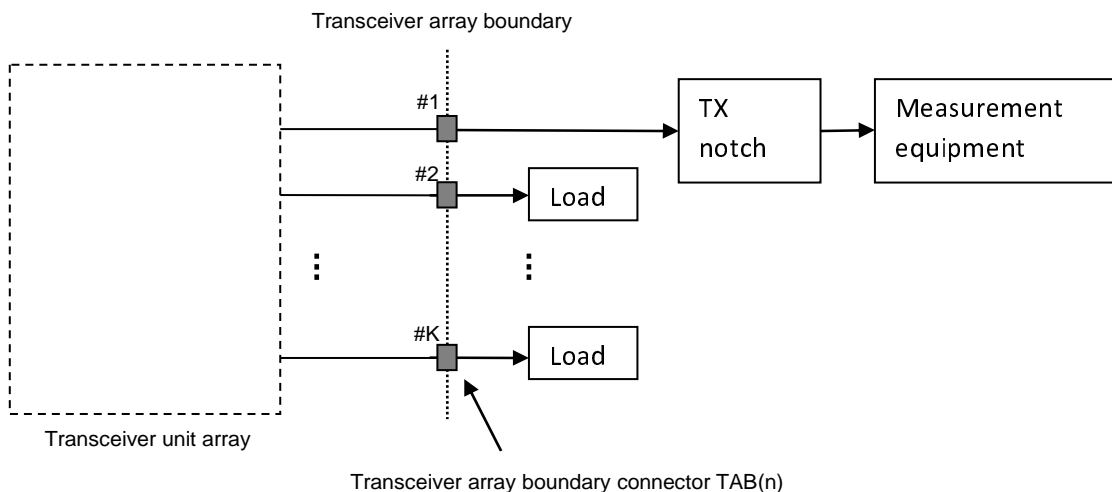 Transceiver array boundary
#1
TX
notch
Measurement
equipment
#2
Load
#K
Load
Transceiver unit array
Transceiver array boundary connector TAB(n)